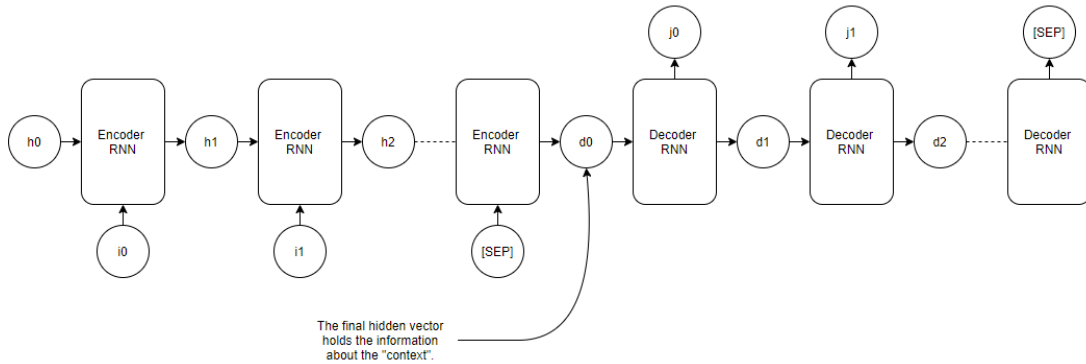 j0
j1
[SEP]
h0
Encoder
RNN
h1
Encoder
RNN
h2
Encoder
RNN
d0
Decoder
RNN
d1
Decoder
RNN
d2
Decoder
RNN
i0
i1
[SEP]
The final hidden vector
holds the information
about the "context".